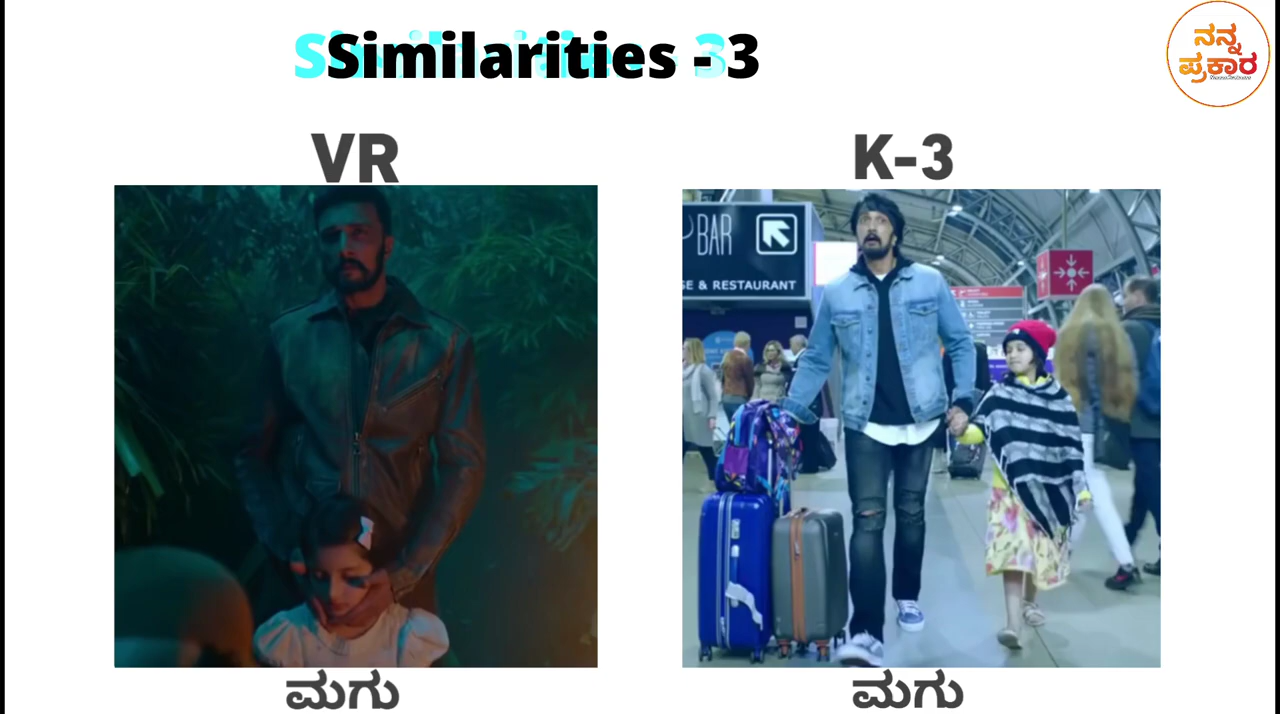 Similarities - 3
ನನ್ನ
ಪ್ರಕಾರ
VR
K-3
BAR
SE & RESTAURANT
ಮಗು
ಮಗು